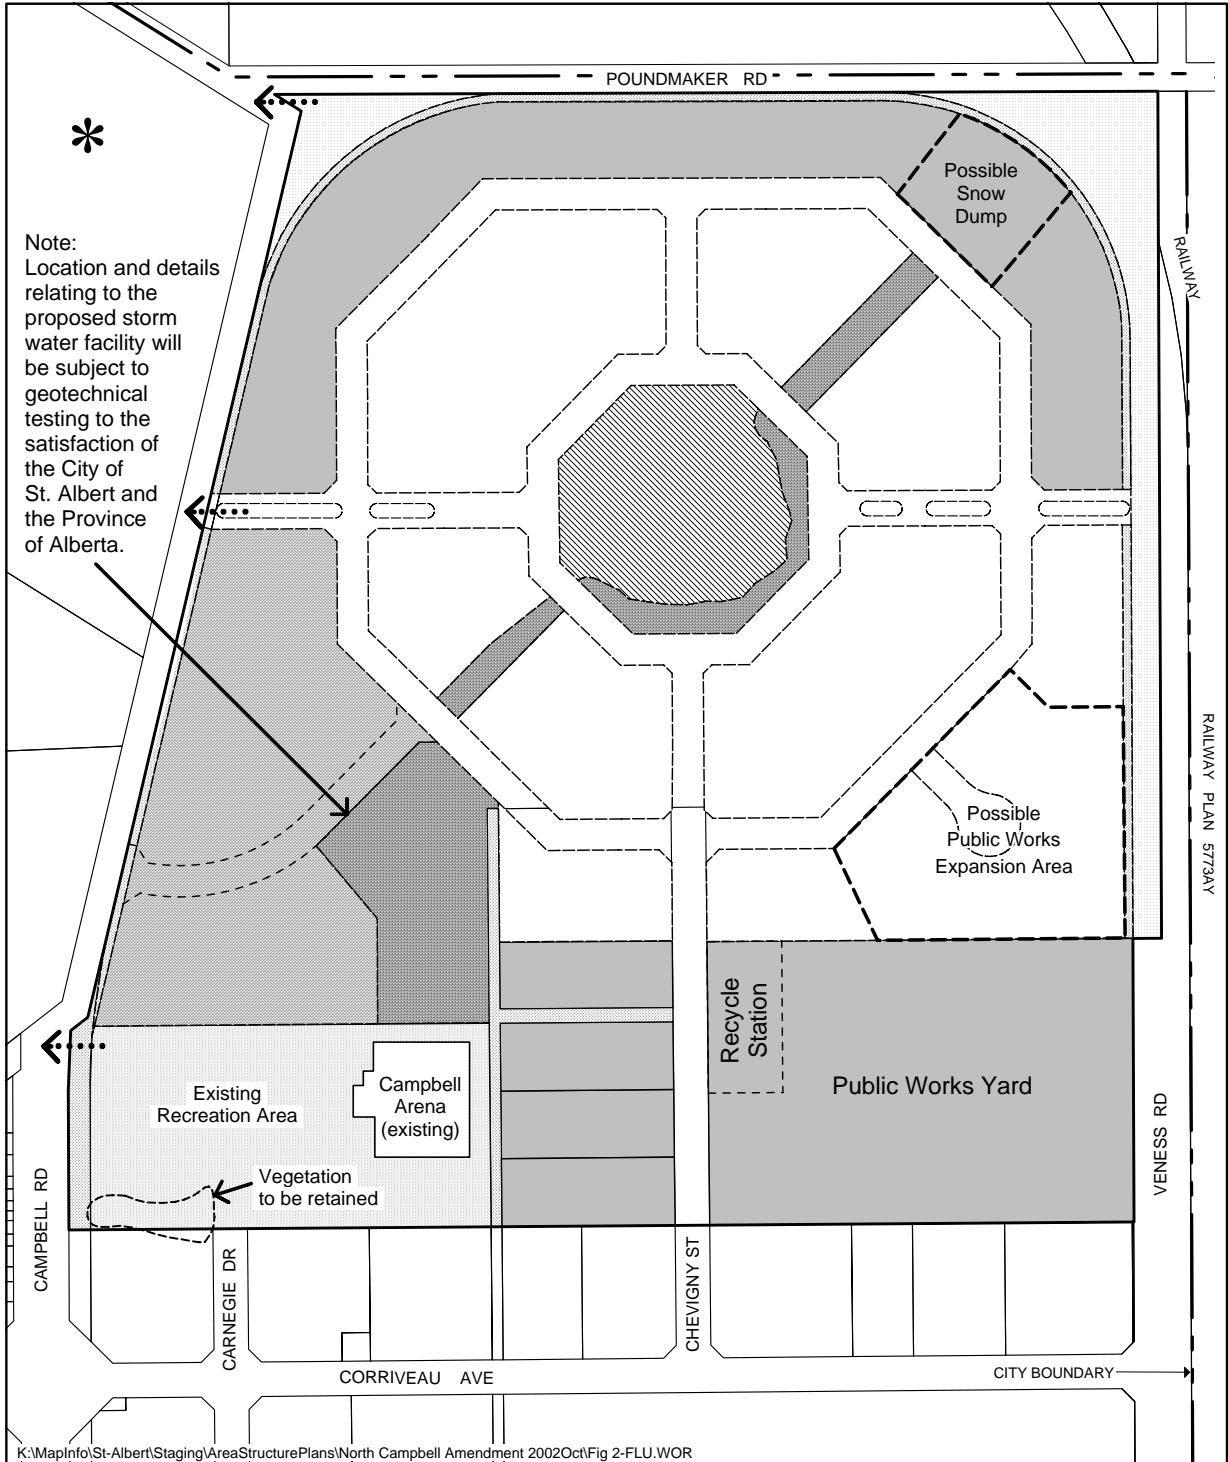 POUNDMAKER RD
*
Possible
Snow
Dump
RAILWAY
Note:
Location and details
relating to the
proposed storm
water facility will
be subject to
geotechnical
testing to the
satisfaction of
the City of
St. Albert and
the Province
of Alberta.
RAILWAY PLAN 5773AY
Possible
Public Works
Expansion Area
Recycle
Station
Public Works Yard
Existing
Recreation Area
Campbell
Arena
(existing)
Vegetation
to be retained
CAMPBELL RD
CARNEGIE DR
CHEVIGNY ST
VENESS RD
CORRIVEAU AVE
CITY BOUNDARY
K:\MapInfo\St-Albert\Staging\AreaStructurePlans\North Campbell Amendment 2002Oct\Fig 2-FLU.WOR